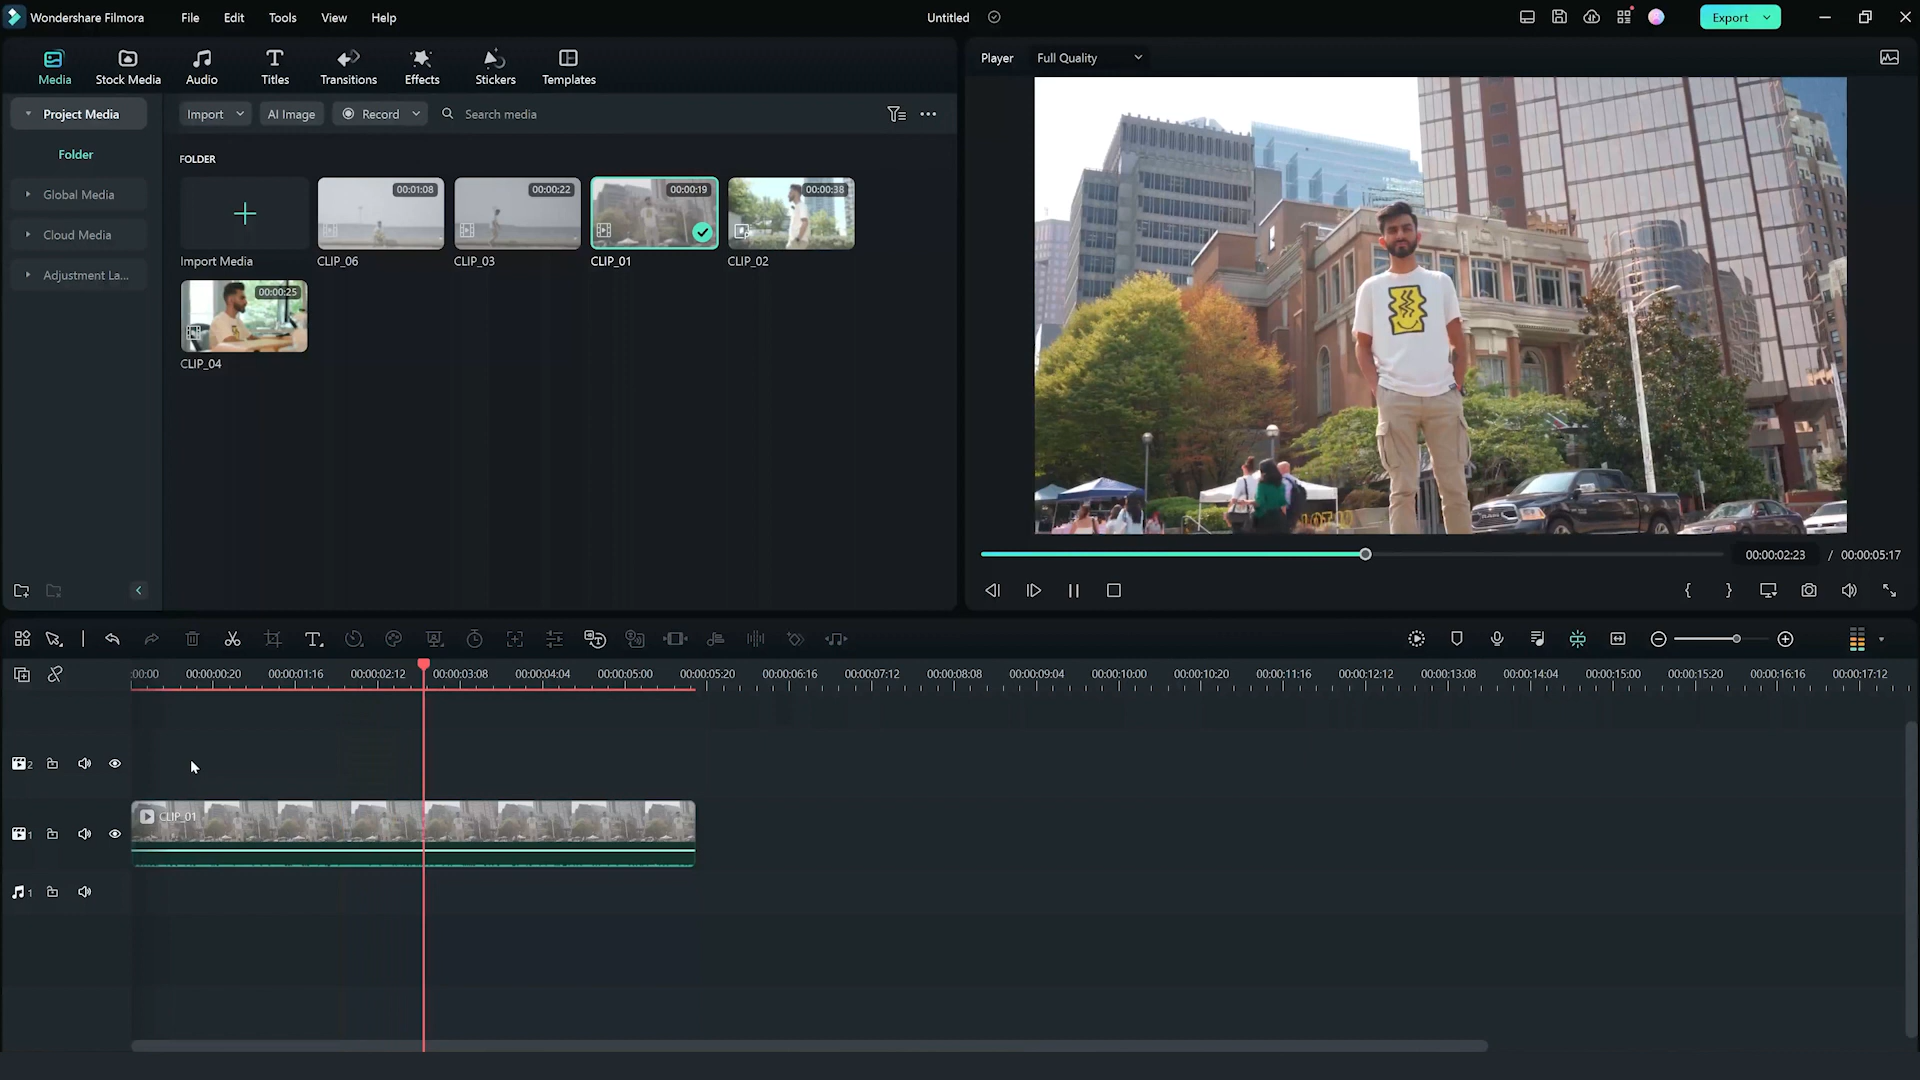 Wondershare Filmora File Edit Tools View Help Untitled Export
Media Stock Media Audio Titles Transitions Effects Stickers Templates
Player Full Quality
Project Media
Folder
Global Media
Cloud Media
Adjustment La...
Import AI Image Record Search media
FOLDER
Import Media
00:01:08
CLIP_06
00:00:22
CLIP_03
00:00:19
CLIP_01
00:00:38
CLIP_02
00:00:25
CLIP_04
00:00:02:23 / 00:00:05:17
:00:00 00:00:00:20 00:00:01:16 00:00:02:12 00:00:03:08 00:00:04:04 00:00:05:00 00:00:05:20 00:00:06:16 00:00:07:12 00:00:08:08 00:00:09:04 00:00:10:00 00:00:10:20 00:00:11:16 00:00:12:12 00:00:13:08 00:00:14:04 00:00:15:00 00:00:15:20 00:00:16:16 00:00:17:12
2
CLIP_01
1
1